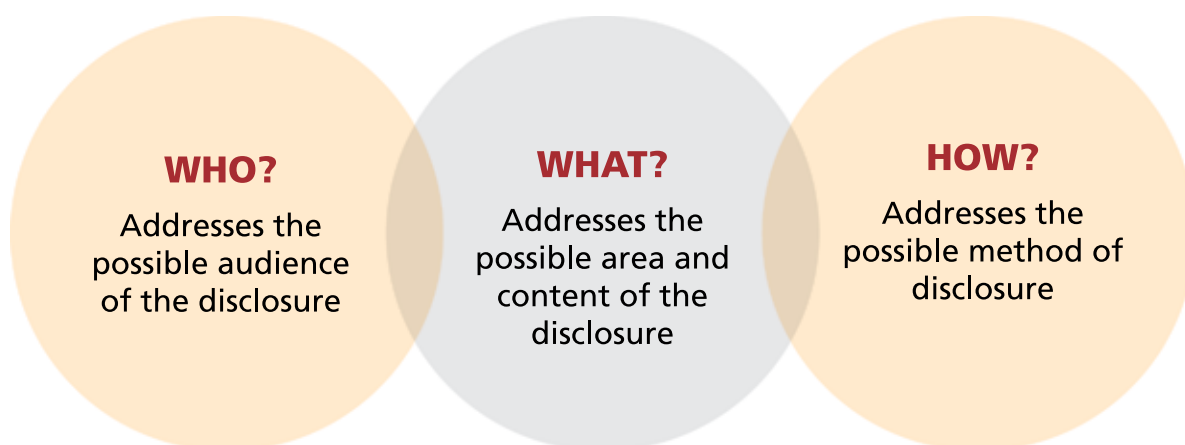 WHO?
Addresses the
possible audience
of the disclosure
WHAT?
Addresses the
possible area and
content of the
disclosure
HOW?
Addresses the
possible method of
disclosure